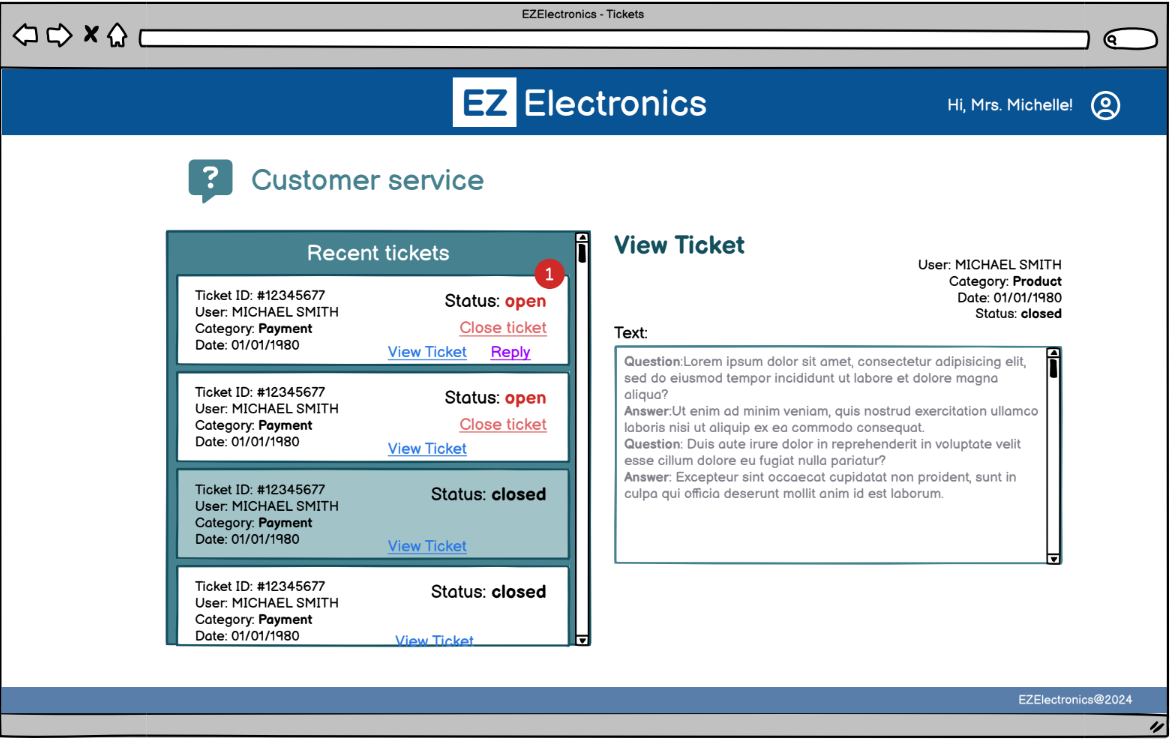 EZElectronics - Tickets
EZ Electronics
Hi, Mrs. Michelle!
? Customer service
Recent tickets
1
Ticket ID: #12345677
User: MICHAEL SMITH
Category: Payment
Date: 01/01/1980
Status: open
Close ticket
View Ticket Reply
Ticket ID: #12345677
User: MICHAEL SMITH
Category: Payment
Date: 01/01/1980
Status: open
Close ticket
View Ticket
Ticket ID: #12345677
User: MICHAEL SMITH
Category: Payment
Date: 01/01/1980
Status: closed
View Ticket
Ticket ID: #12345677
User: MICHAEL SMITH
Category: Payment
Date: 01/01/1980
Status: closed
View Ticket
View Ticket
User: MICHAEL SMITH
Category: Product
Date: 01/01/1980
Status: closed
Text:
Question:Lorem ipsum dolor sit amet, consectetur adipisicing elit,
sed do eiusmod tempor incididunt ut labore et dolore magna
aliqua?
Answer:Ut enim ad minim veniam, quis nostrud exercitation ullamco
laboris nisi ut aliquip ex ea commodo consequat.
Question: Duis aute irure dolor in reprehenderit in voluptate velit
esse cillum dolore eu fugiat nulla pariatur?
Answer: Excepteur sint occaecat cupidatat non proident, sunt in
culpa qui officia deserunt mollit anim id est laborum.
EZElectronics@2024